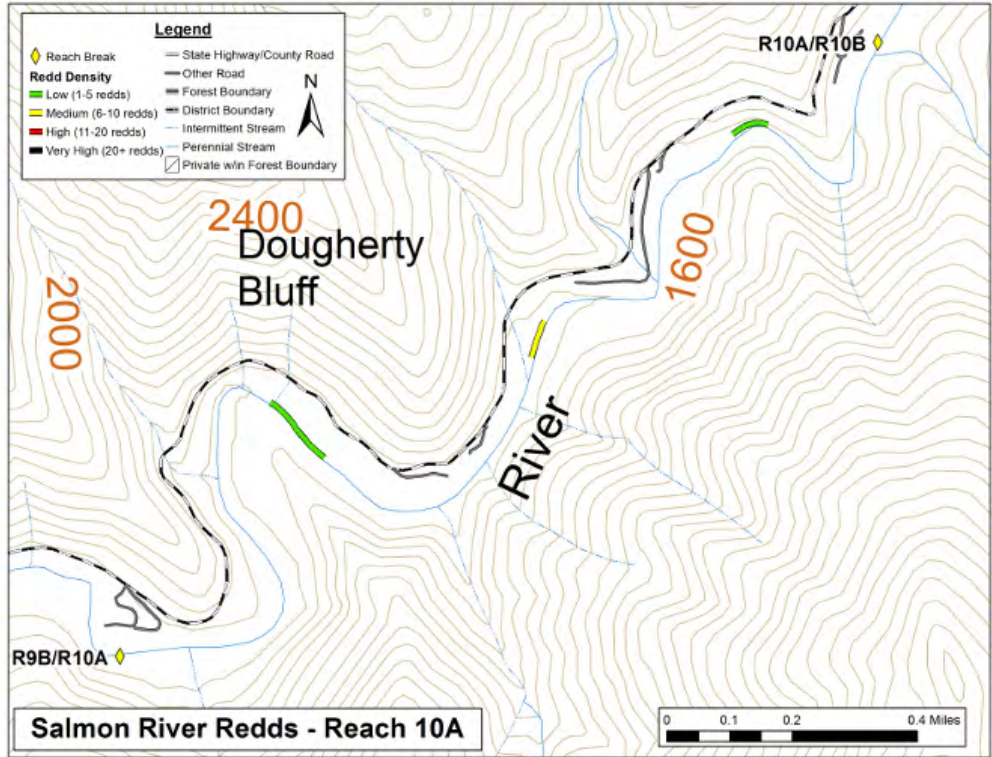 Legend
Reach Break
Redd Density
Low (1-5 redds)
Medium (6-10 redds)
High (11-20 redds)
Very High (20+ redds)
State Highway/County Road
Other Road
Forest Boundary
District Boundary
Intermittent Stream
Perennial Stream
Private w/in Forest Boundary
N
R10A/R10B
2400
Dougherty
Bluff
2000
1600
River
R9B/R10A
Salmon River Redds - Reach 10A
0 0.1 0.2 0.4 Miles